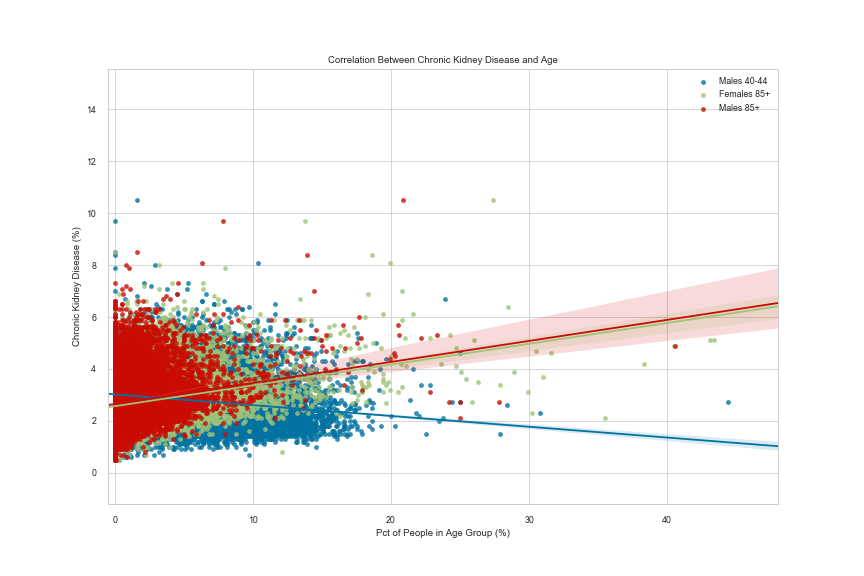 Correlation Between Chronic Kidney Disease and Age
Males 40-44
Females 85+
Males 85+
14
12
10
8
6
4
2
0
Chronic Kidney Disease (%)
0 10 20 30 40
Pct of People in Age Group (%)